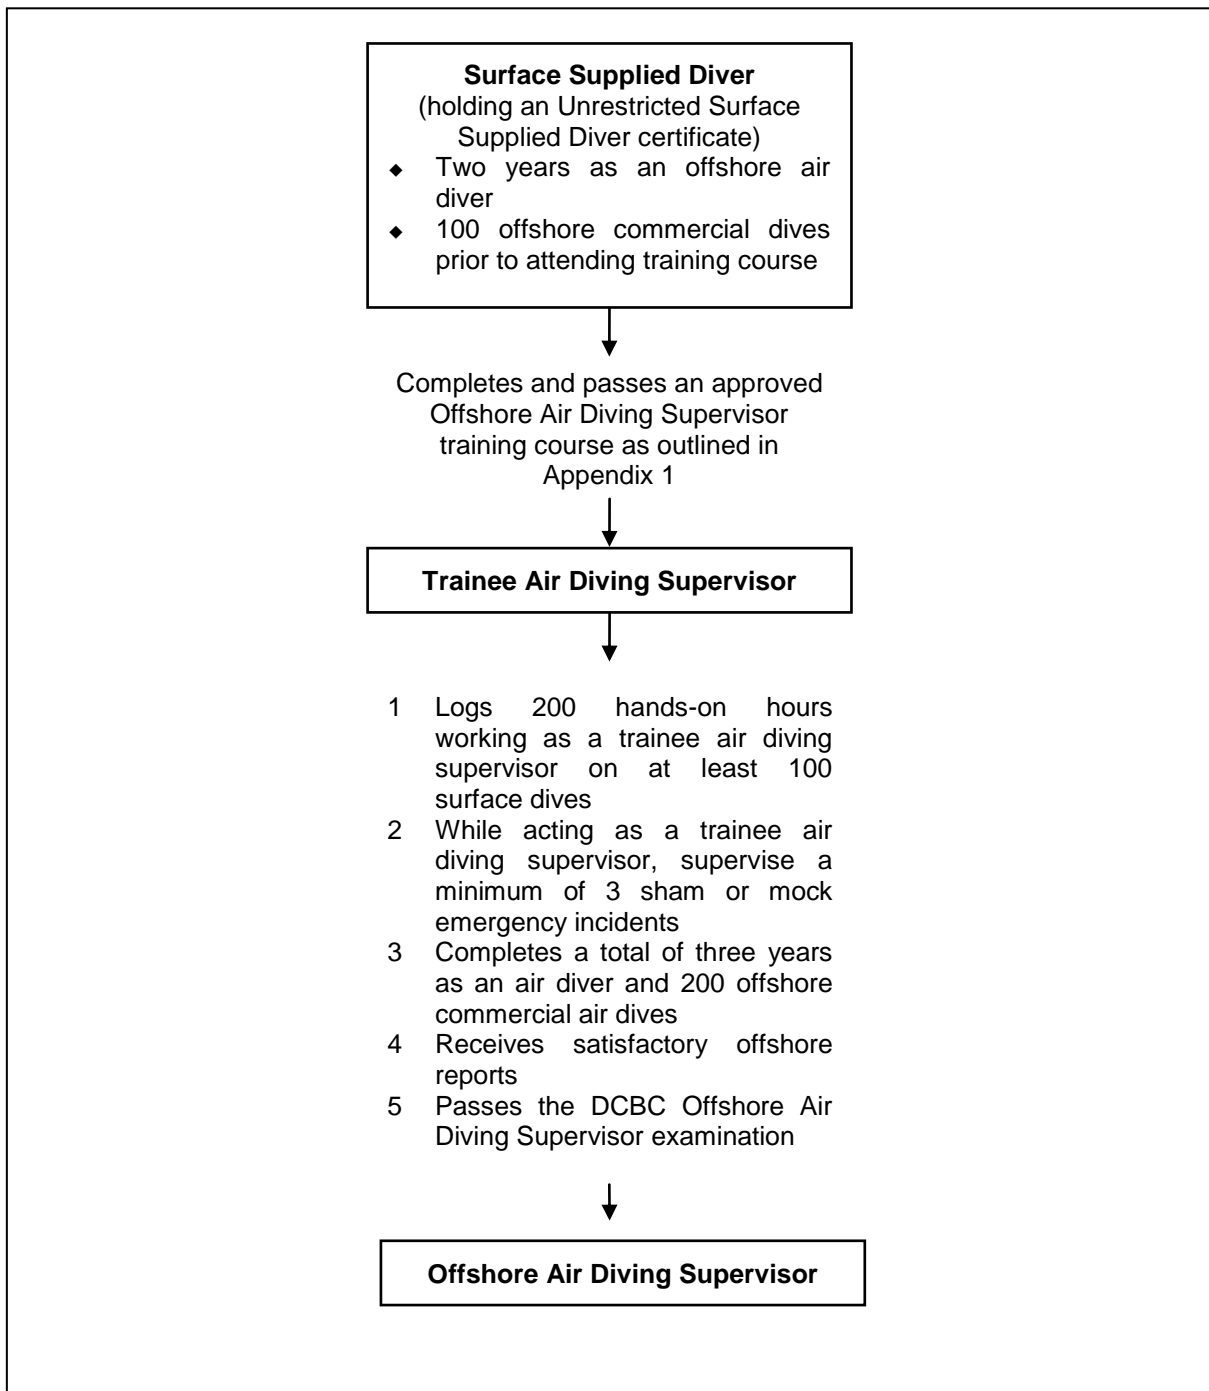 Surface Supplied Diver
(holding an Unrestricted Surface
Supplied Diver certificate)
◆ Two years as an offshore air
diver
◆ 100 offshore commercial dives
prior to attending training course
Completes and passes an approved
Offshore Air Diving Supervisor
training course as outlined in
Appendix 1
Trainee Air Diving Supervisor
1 Logs 200 hands-on hours
working as a trainee air diving
supervisor on at least 100
surface dives
2 While acting as a trainee air
diving supervisor, supervise a
minimum of 3 sham or mock
emergency incidents
3 Completes a total of three years
as an air diver and 200 offshore
commercial air dives
4 Receives satisfactory offshore
reports
5 Passes the DCBC Offshore Air
Diving Supervisor examination
Offshore Air Diving Supervisor